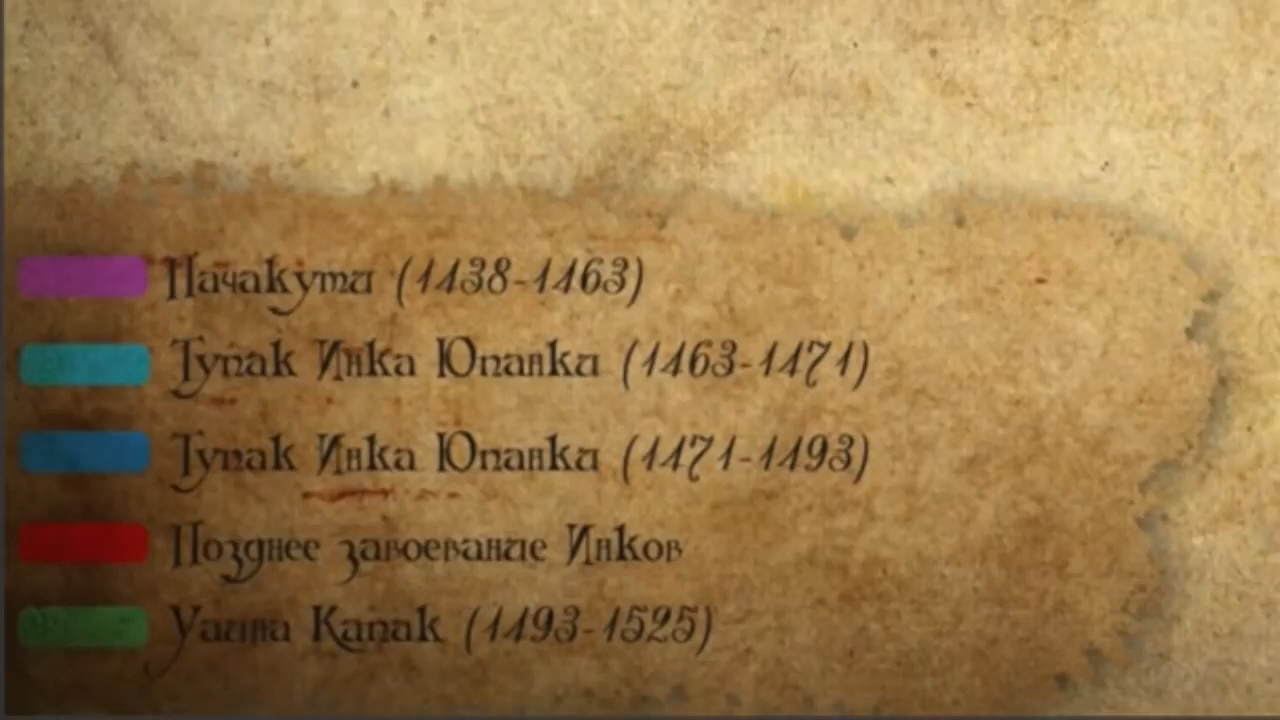 Пачакути (1438-1463)
Тупак Инка Юпанки (1463-1471)
Тупак Инка Юпанки (1471-1493)
Позднее завоевание Инков
Уаина Капак (1493-1525)